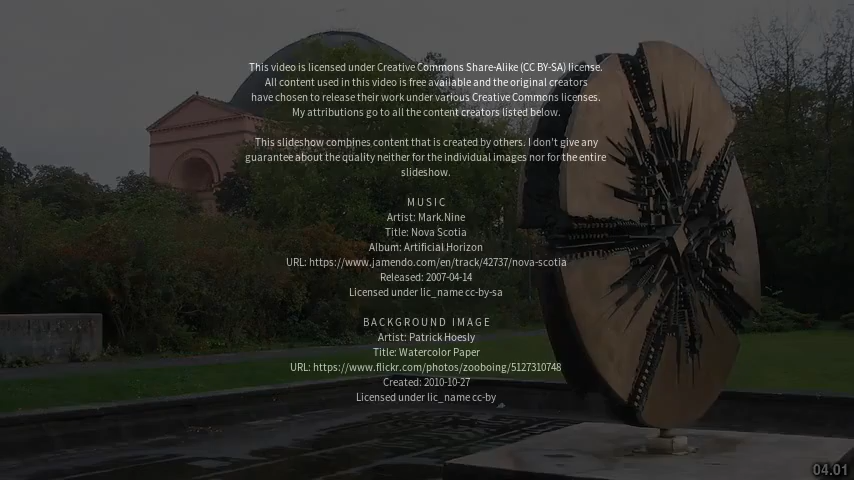 This video is licensed under Creative Commons Share-Alike (CC BY-SA) license.
All content used in this video is free available and the original creators
have chosen to release their work under various Creative Commons licenses.
My attributions go to all the content creators listed below.
This slideshow combines content that is created by others. I don't give any
guarantee about the quality neither for the individual images nor for the entire
slideshow.
MUSIC
Artist: Mark.Nine
Title: Nova Scotia
Album: Artificial Horizon
URL: https://www.jamendo.com/en/track/42737/nova-scotia
Released: 2007-04-14
Licensed under lic_name cc-by-sa
BACKGROUND IMAGE
Artist: Patrick Hoesly
Title: Watercolor Paper
URL: https://www.flickr.com/photos/zooboing/5127310748
Created: 2010-10-27
Licensed under lic_name cc-by
04.01